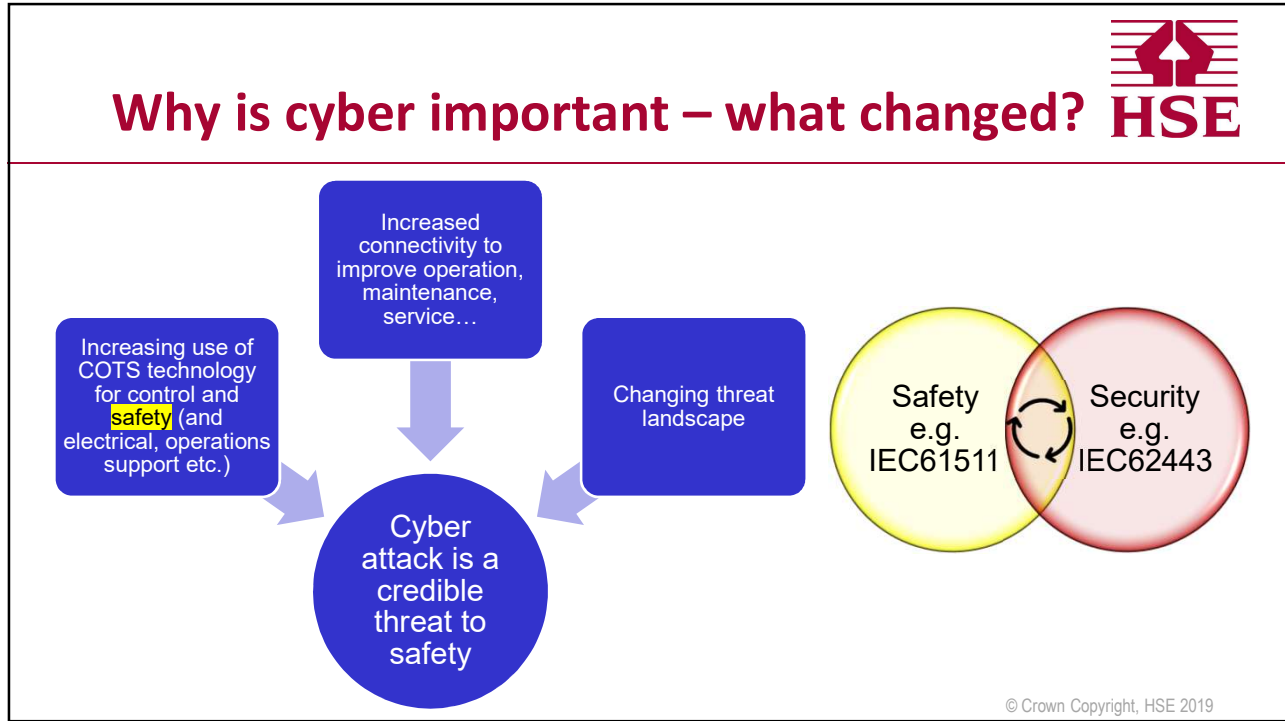 Why is cyber important – what changed?
HSE
Increased
connectivity to
improve operation,
maintenance,
service…
Increasing use of
COTS technology
for control and
safety (and
electrical, operations
support etc.)
Changing threat
landscape
Cyber
attack is a
credible
threat to
safety
Safety
e.g.
IEC61511
Security
e.g.
IEC62443
© Crown Copyright, HSE 2019